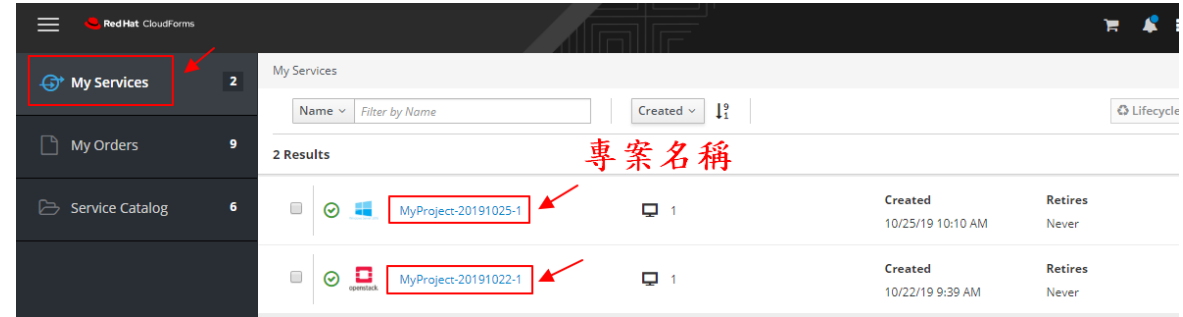 Red Hat CloudForms
My Services 2
My Orders 9
Service Catalog 6
My Services
Name Filter by Name Created Lifecycle
2 Results
專案名稱
MyProject-20191025-1 1 Created Retires
10/25/19 10:10 AM Never
openstack. MyProject-20191022-1 1 Created Retires
10/22/19 9:39 AM Never